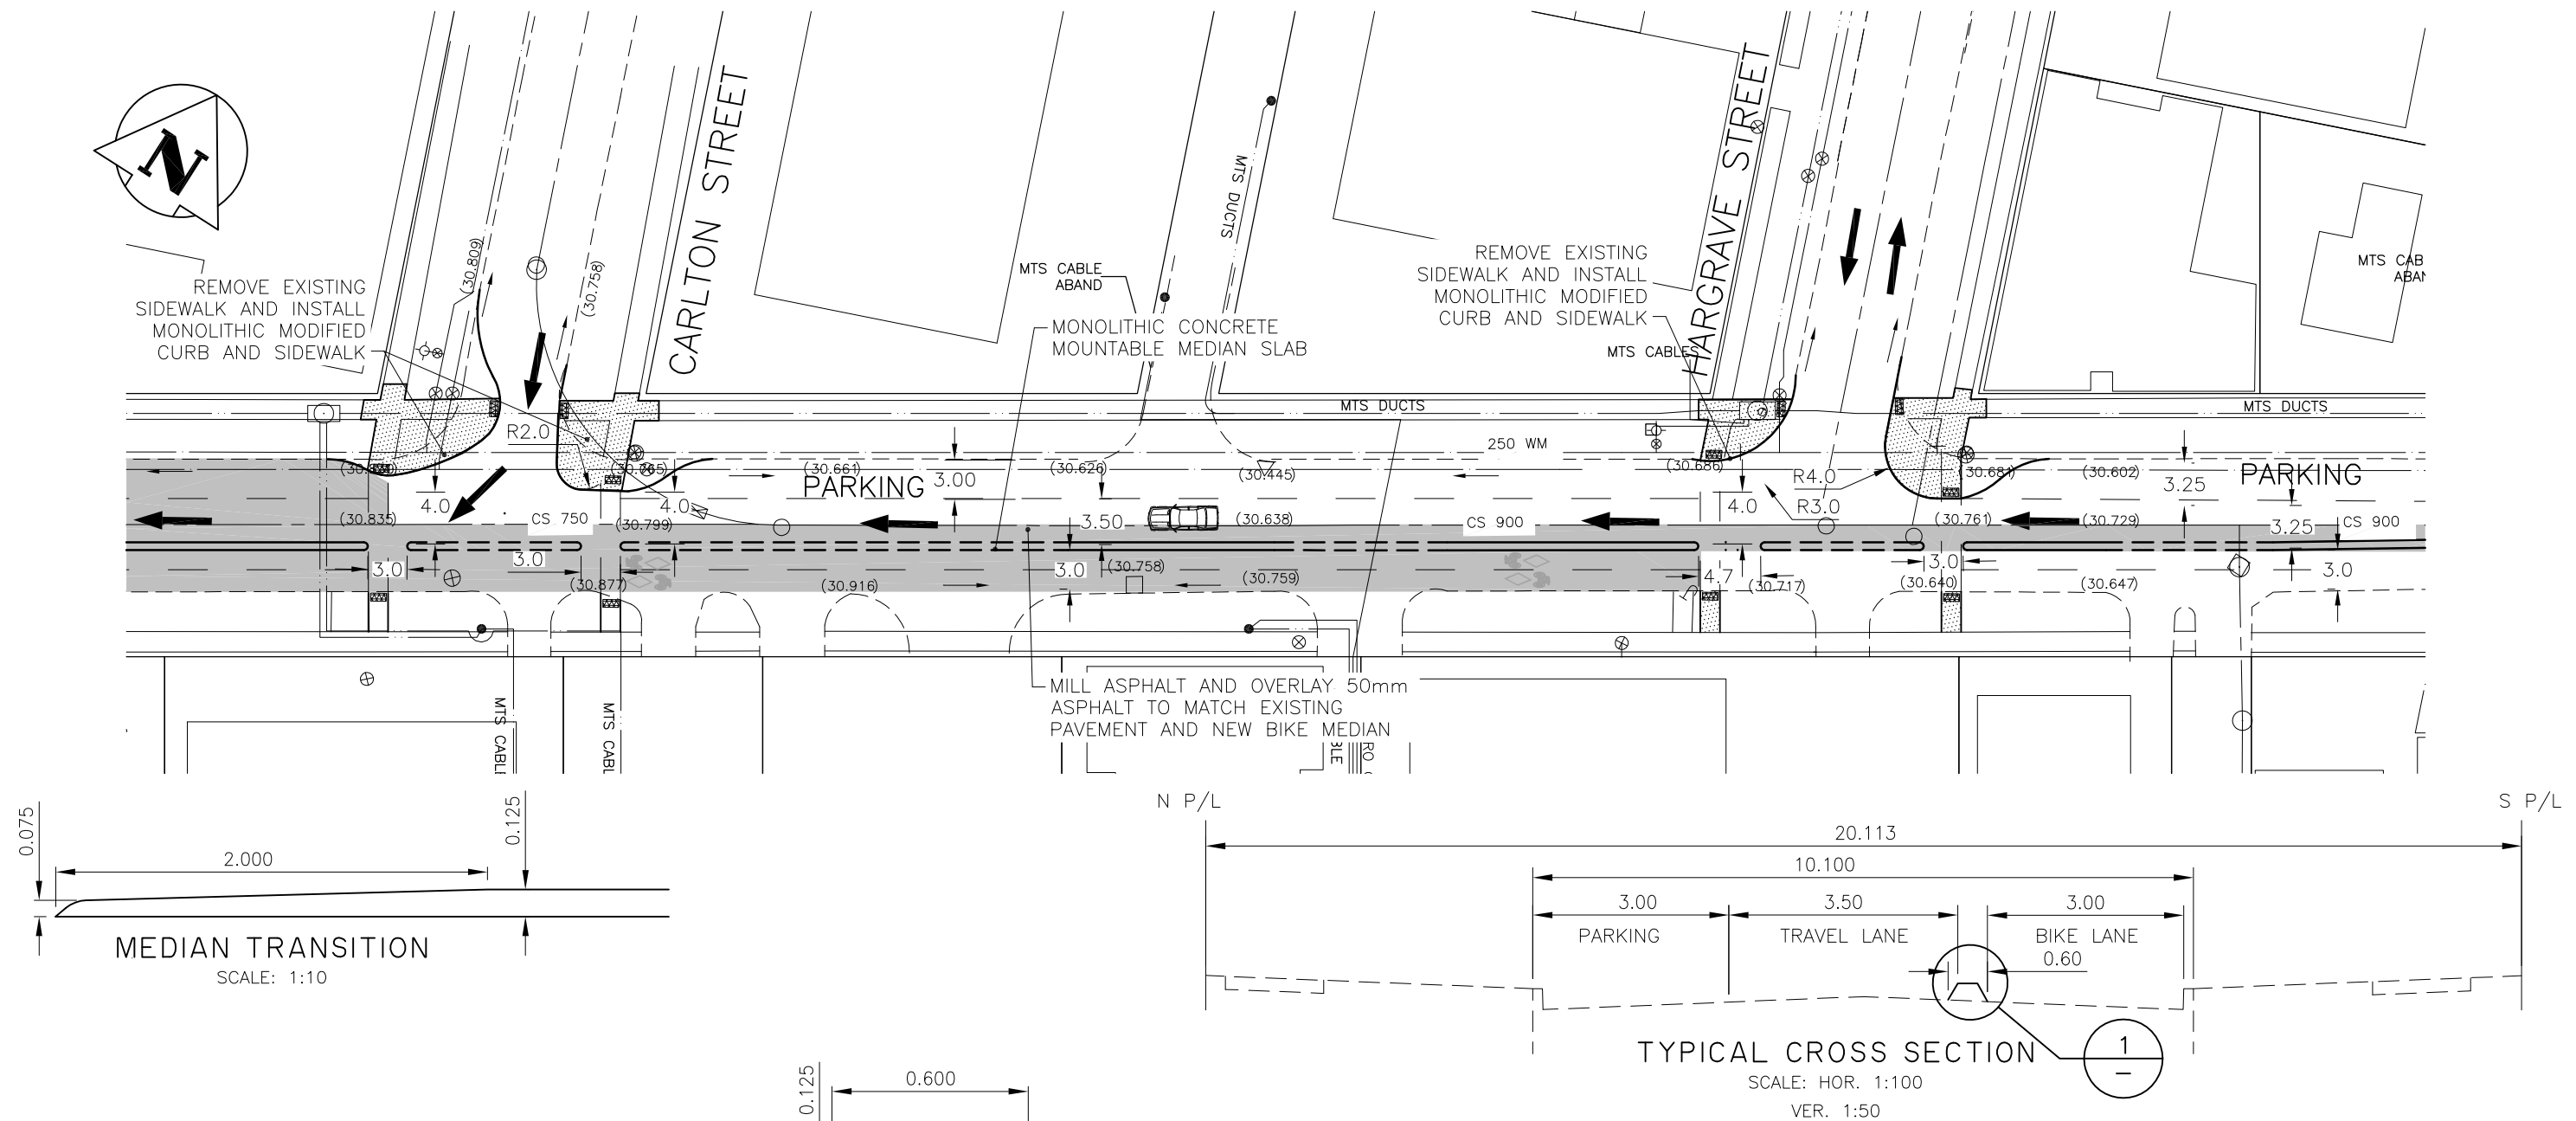 N
CARLTON STREET
HARGRAVE STREET
(30.809)
(30.758)
MTS DUCTS
REMOVE EXISTING
SIDEWALK AND INSTALL
MONOLITHIC MODIFIED
CURB AND SIDEWALK
MTS CABLE
ABAND
MONOLITHIC CONCRETE
MOUNTABLE MEDIAN SLAB
REMOVE EXISTING
SIDEWALK AND INSTALL
MONOLITHIC MODIFIED
CURB AND SIDEWALK
MTS CABLES
MTS CAB
ABAN
MTS DUCTS
MTS DUCTS
R2.0
250 WM
(30.765)
(30.661)
(30.626)
(30.445)
(30.686)
(30.681)
(30.602)
PARKING
3.00
R4.0
3.25
PARKING
4.0
4.0
4.0
R3.0
(30.835)
CS 750
(30.799)
3.50
(30.638)
CS 900
(30.761)
(30.729)
3.25
CS 900
3.0
3.0
3.0
(30.758)
(30.759)
4.7
3.0
3.0
(30.877)
(30.916)
(30.717)
(30.640)
(30.647)
MTS CABLE
MTS CABL
MILL ASPHALT AND OVERLAY 50mm
ASPHALT TO MATCH EXISTING
PAVEMENT AND NEW BIKE MEDIAN
BLE
RO
0.075
2.000
0.125
MEDIAN TRANSITION
SCALE: 1:10
N P/L
S P/L
20.113
10.100
3.00
3.50
3.00
PARKING
TRAVEL LANE
BIKE LANE
0.60
TYPICAL CROSS SECTION
SCALE: HOR. 1:100
VER. 1:50
1
–
0.125
0.600